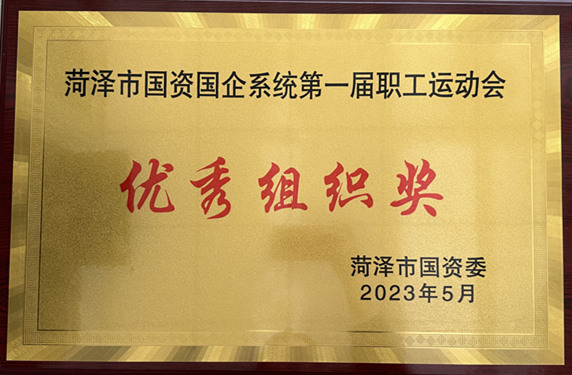 菏泽市国资国企系统第一届职工运动会
优秀组织奖
菏泽市国资委
2023年5月